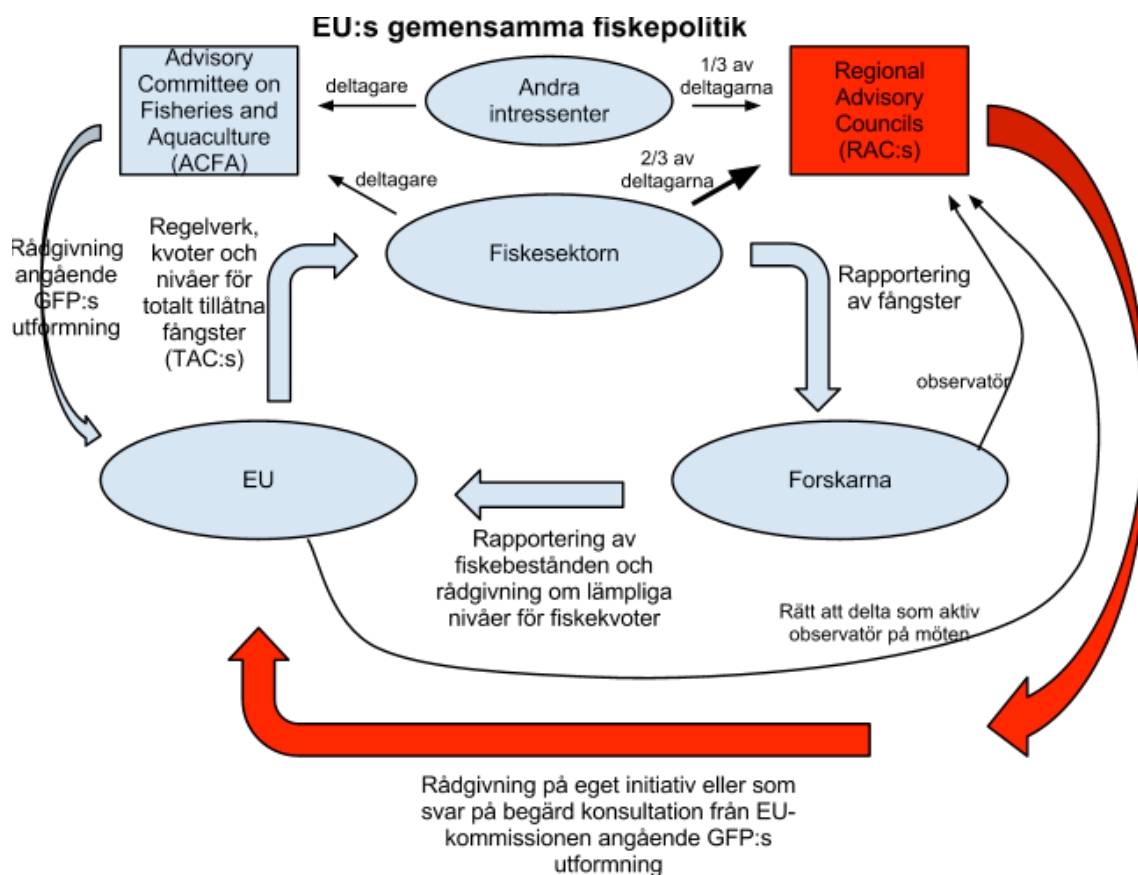 EU:s gemensamma fiskepolitik
Advisory
Committee on
Fisheries and
Aquaculture
(ACFA)
deltagare
Andra
intressenter
1/3 av
deltagarna
Regional
Advisory
Councils
(RAC:s)
deltagare
2/3 av
deltagarna
Rådgivning
angående
GFP:s
utformning
Regelverk,
kvoter och
nivåer för
totalt tillåtna
fångster
(TAC:s)
Fiskesektorn
Rapportering
av fångster
observatör
EU
Forskarna
Rapportering av
fiskebestånden och
rådgivning om lämpliga
nivåer för fiskekvoter
Rätt att delta som aktiv
observatör på möten
Rådgivning på eget initiativ eller som
svar på begärd konsultation från EU-
kommissionen angående GFP:s
utformning